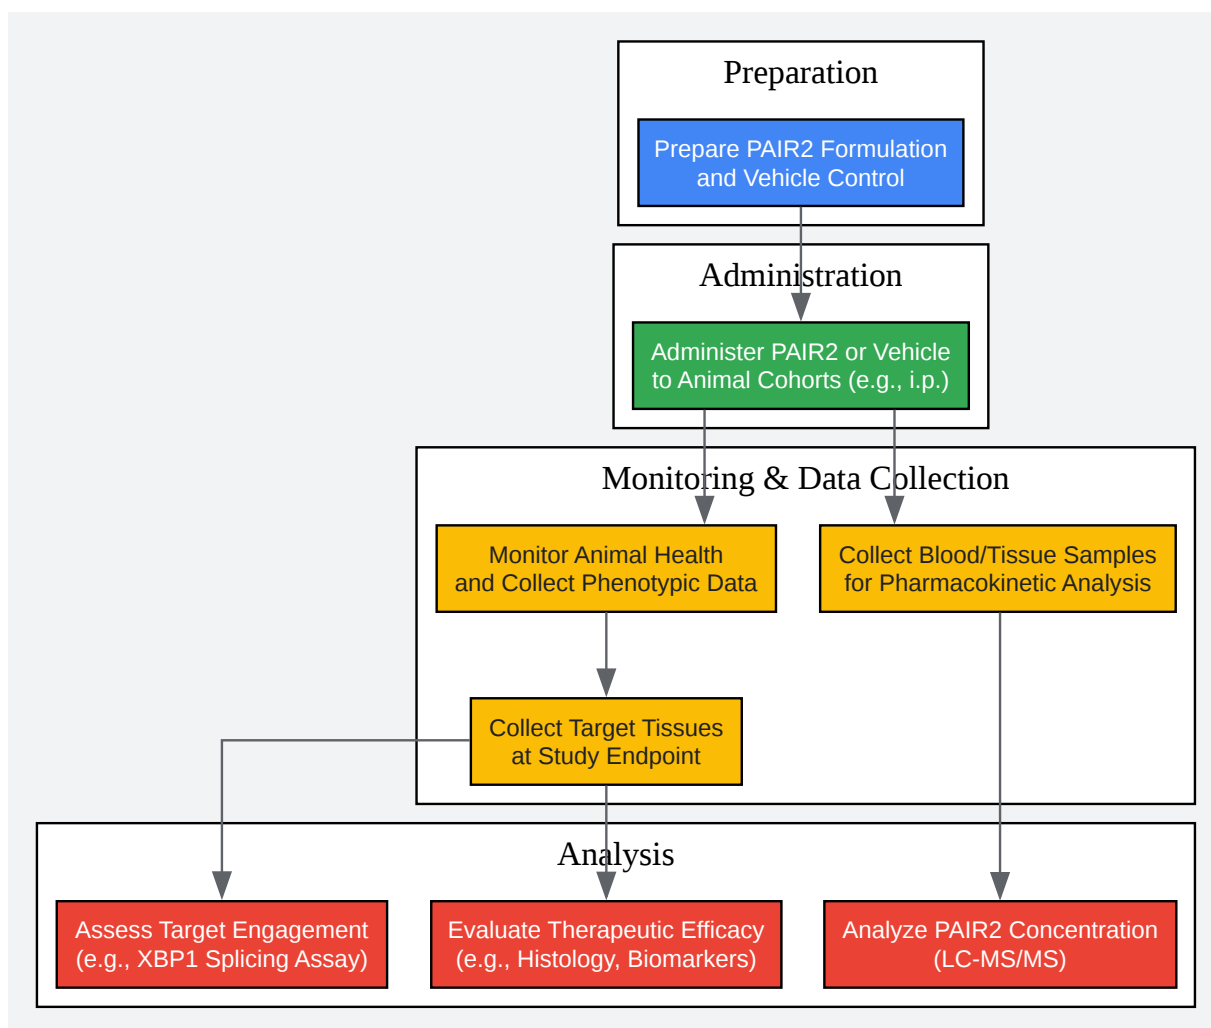 Preparation
Prepare PAIR2 Formulation
and Vehicle Control
Administration
Administer PAIR2 or Vehicle
to Animal Cohorts (e.g., i.p.)
Monitoring & Data Collection
Monitor Animal Health
and Collect Phenotypic Data
Collect Blood/Tissue Samples
for Pharmacokinetic Analysis
Collect Target Tissues
at Study Endpoint
Analysis
Assess Target Engagement
(e.g., XBP1 Splicing Assay)
Evaluate Therapeutic Efficacy
(e.g., Histology, Biomarkers)
Analyze PAIR2 Concentration
(LC-MS/MS)